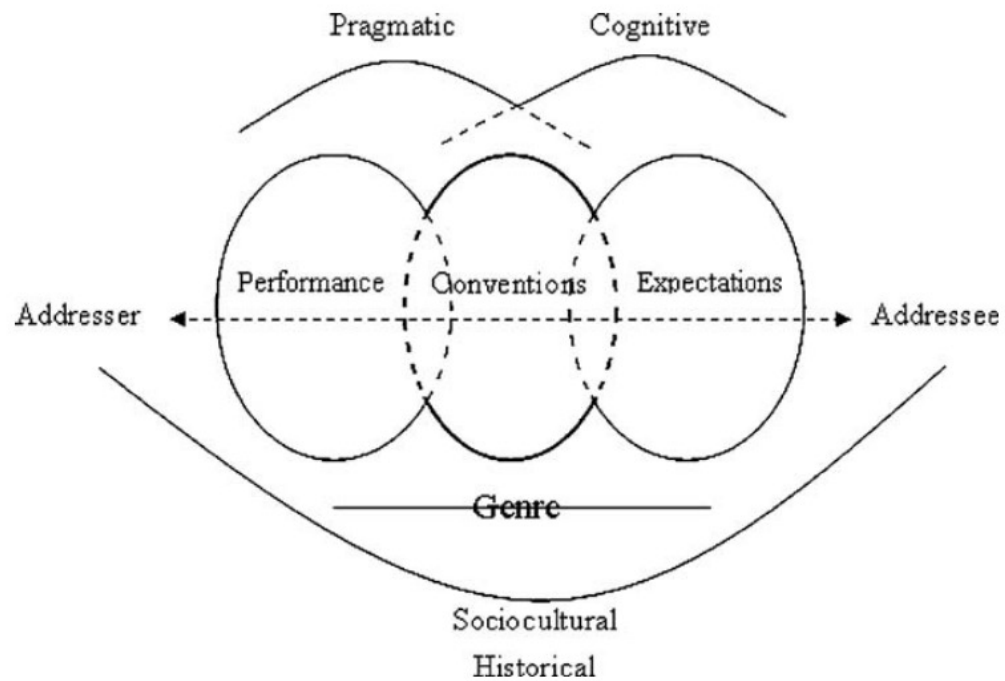 Pragmatic Cognitive
Performance Conventions Expectations
Addresser Addressee
Genre
Sociocultural
Historical